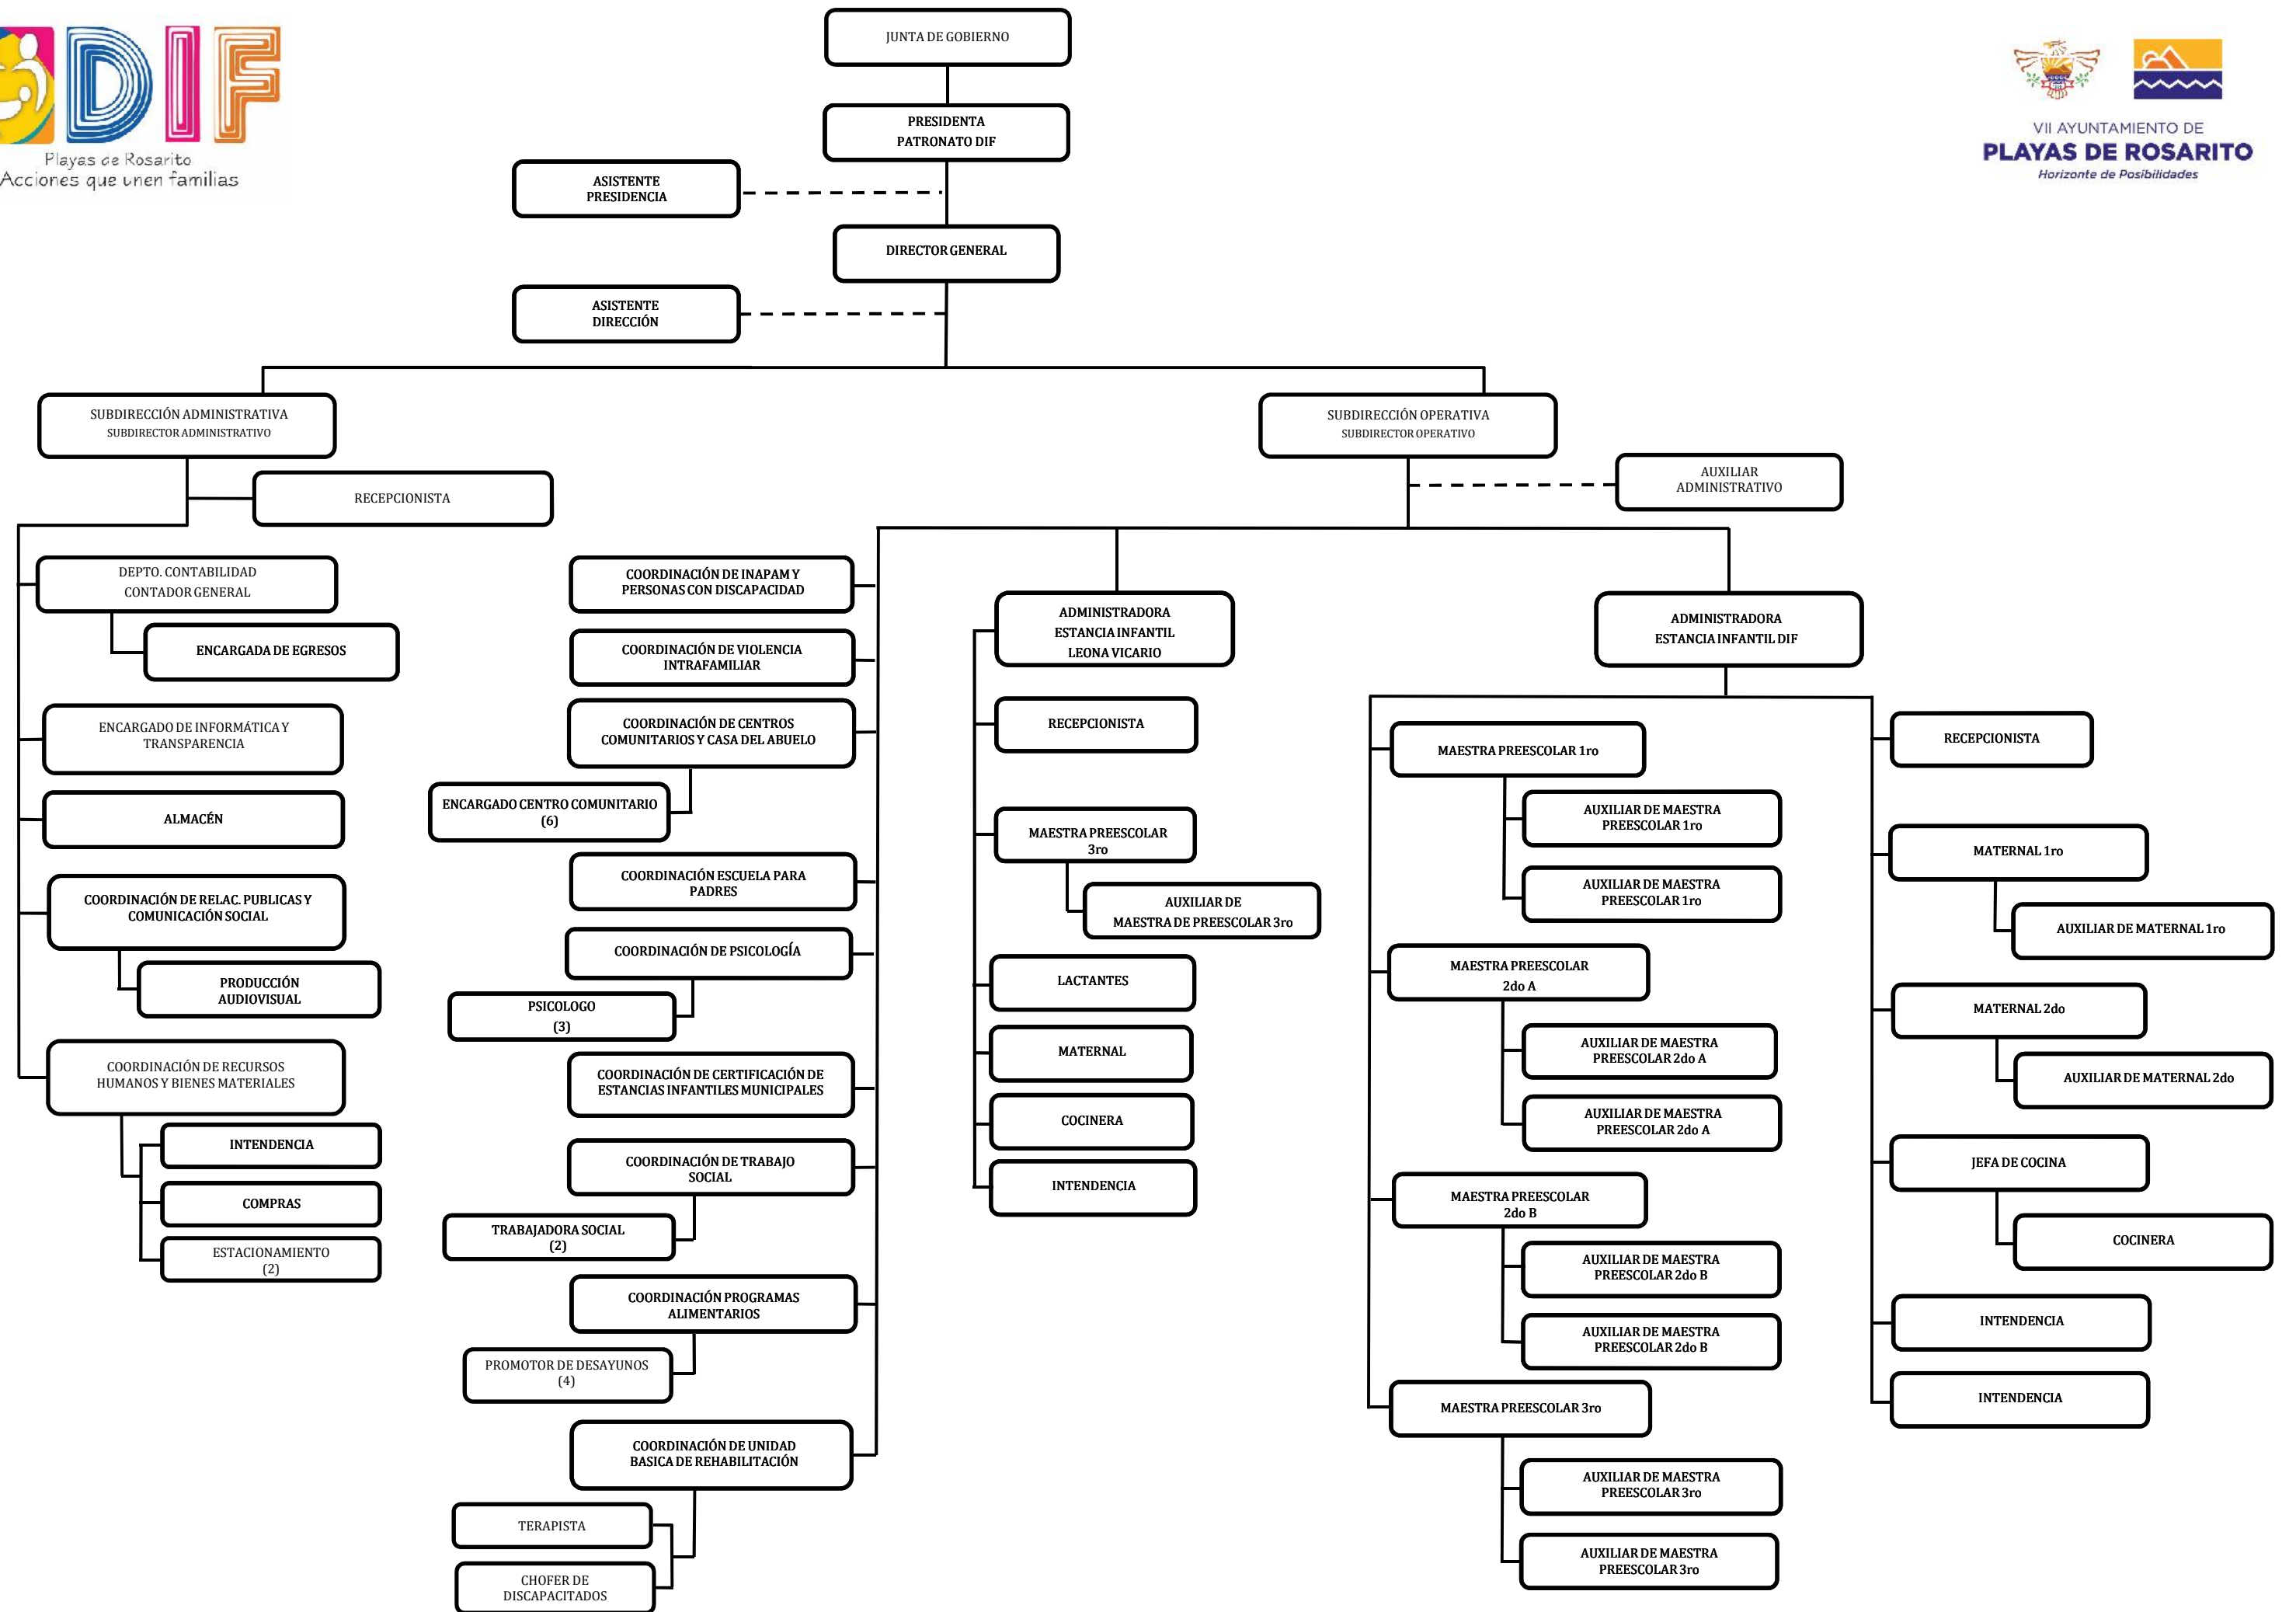 DIF
Playas de Rosarito
Acciones que unen familias
VII AYUNTAMIENTO DE
PLAYAS DE ROSARITO
Horizonte de Posibilidades
JUNTA DE GOBIERNO
PRESIDENTA
PATRONATO DIF
ASISTENTE
PRESIDENCIA
DIRECTOR GENERAL
ASISTENTE
DIRECCIÓN
SUBDIRECCIÓN ADMINISTRATIVA
SUBDIRECTOR ADMINISTRATIVO
RECEPCIONISTA
DEPTO. CONTABILIDAD
CONTADOR GENERAL
ENCARGADA DE EGRESOS
ENCARGADO DE INFORMÁTICA Y
TRANSPARENCIA
ALMACÉN
COORDINACIÓN DE RELAC. PUBLICAS Y
COMUNICACIÓN SOCIAL
PRODUCCIÓN
AUDIOVISUAL
COORDINACIÓN DE RECURSOS
HUMANOS Y BIENES MATERIALES
INTENDENCIA
COMPRAS
ESTACIONAMIENTO
(2)
SUBDIRECCIÓN OPERATIVA
SUBDIRECTOR OPERATIVO
AUXILIAR
ADMINISTRATIVO
COORDINACIÓN DE INAPAM Y
PERSONAS CON DISCAPACIDAD
COORDINACIÓN DE VIOLENCIA
INTRAFAMILIAR
COORDINACIÓN DE CENTROS
COMUNITARIOS Y CASA DEL ABUELO
ENCARGADO CENTRO COMUNITARIO
(6)
COORDINACIÓN ESCUELA PARA
PADRES
COORDINACIÓN DE PSICOLOGÍA
PSICOLOGO
(3)
COORDINACIÓN DE CERTIFICACIÓN DE
ESTANCIAS INFANTILES MUNICIPALES
COORDINACIÓN DE TRABAJO
SOCIAL
TRABAJADORA SOCIAL
(2)
COORDINACIÓN PROGRAMAS
ALIMENTARIOS
PROMOTOR DE DESAYUNOS
(4)
COORDINACIÓN DE UNIDAD
BASICA DE REHABILITACIÓN
TERAPISTA
CHOFER DE
DISCAPACITADOS
ADMINISTRADORA
ESTANCIA INFANTIL
LEONA VICARIO
RECEPCIONISTA
MAESTRA PREESCOLAR
3ro
AUXILIAR DE
MAESTRA DE PREESCOLAR 3ro
LACTANTES
MATERNAL
COCINERA
INTENDENCIA
ADMINISTRADORA
ESTANCIA INFANTIL DIF
MAESTRA PREESCOLAR 1ro
AUXILIAR DE MAESTRA
PREESCOLAR 1ro
AUXILIAR DE MAESTRA
PREESCOLAR 1ro
MAESTRA PREESCOLAR
2do A
AUXILIAR DE MAESTRA
PREESCOLAR 2do A
AUXILIAR DE MAESTRA
PREESCOLAR 2do A
MAESTRA PREESCOLAR
2do B
AUXILIAR DE MAESTRA
PREESCOLAR 2do B
AUXILIAR DE MAESTRA
PREESCOLAR 2do B
MAESTRA PREESCOLAR 3ro
AUXILIAR DE MAESTRA
PREESCOLAR 3ro
AUXILIAR DE MAESTRA
PREESCOLAR 3ro
RECEPCIONISTA
MATERNAL 1ro
AUXILIAR DE MATERNAL 1ro
MATERNAL 2do
AUXILIAR DE MATERNAL 2do
JEFA DE COCINA
COCINERA
INTENDENCIA
INTENDENCIA